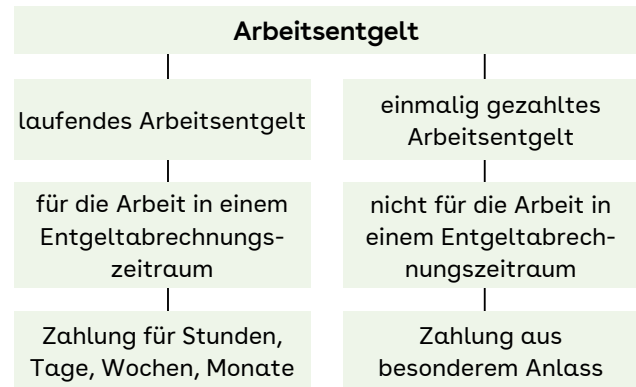 Arbeitsentgelt
laufendes Arbeitsentgelt
einmalig gezahltes
Arbeitsentgelt
für die Arbeit in einem
Entgeltabrechnungs-
zeitraum
nicht für die Arbeit in
einem Entgeltabrech-
nungszeitraum
Zahlung für Stunden,
Tage, Wochen, Monate
Zahlung aus
besonderem Anlass